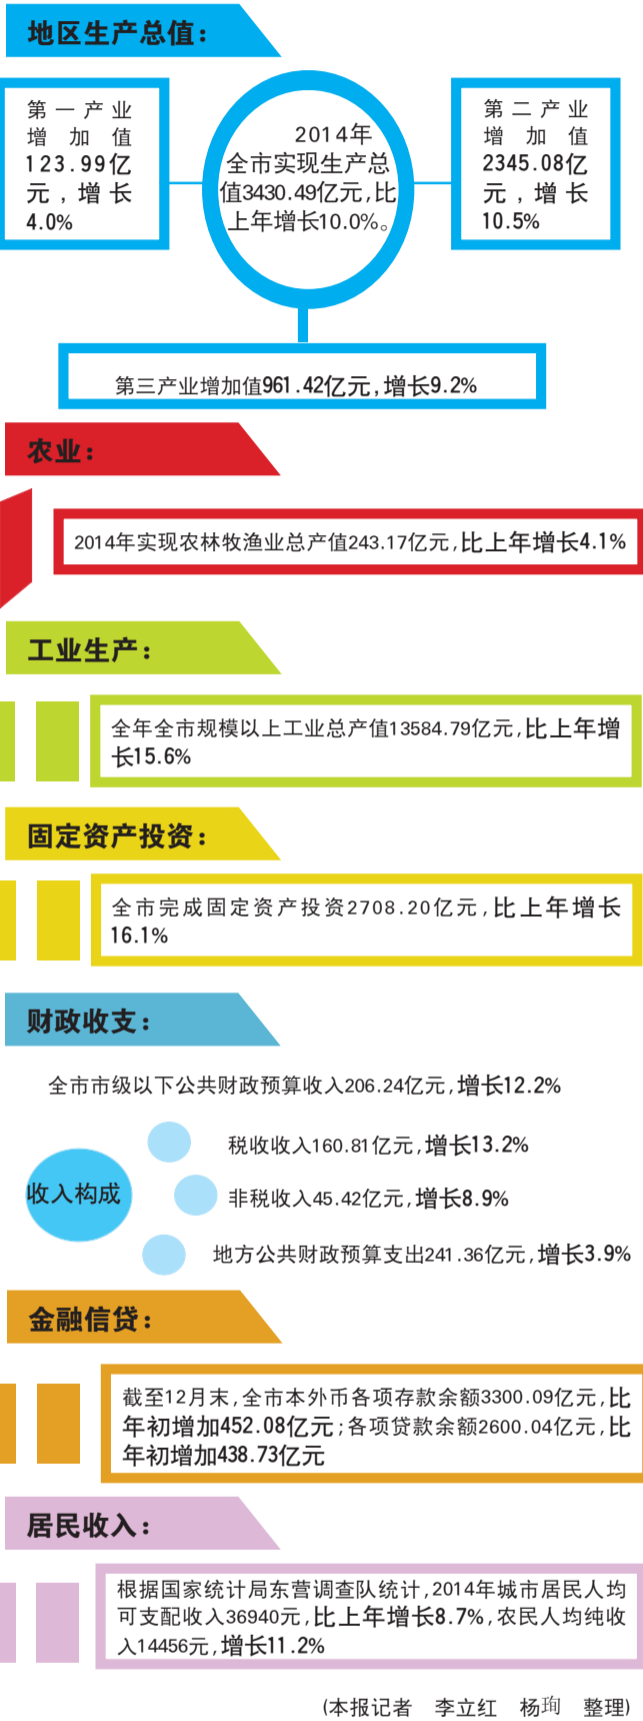 地区生产总值：
第一产业
增加值
123.99亿
元，增长
4.0%
2014年
全市实现生产总
值3430.49亿元，比
上年增长10.0%。
第二产业
增加值
2345.08亿
元，增长
10.5%
第三产业增加值961.42亿元，增长9.2%
农业：
2014年实现农林牧渔业总产值243.17亿元，比上年增长4.1%
工业生产：
全年全市规模以上工业总产值13584.79亿元，比上年增
长15.6%
固定资产投资：
全市完成固定资产投资2708.20亿元，比上年增长
16.1%
财政收支：
全市市级以下公共财政预算收入206.24亿元，增长12.2%
税收收入160.81亿元，增长13.2%
收入构成
非税收入45.42亿元，增长8.9%
地方公共财政预算支出241.36亿元，增长3.9%
金融信贷：
截至12月末，全市本外币各项存款余额3300.09亿元，比
年初增加452.08亿元；各项贷款余额2600.04亿元，比
年初增加438.73亿元
居民收入：
根据国家统计局东营调查队统计，2014年城市居民人均
可支配收入36940元，比上年增长8.7%，农民人均纯收
入14456元，增长11.2%
（本报记者 李立红 杨珣 整理）